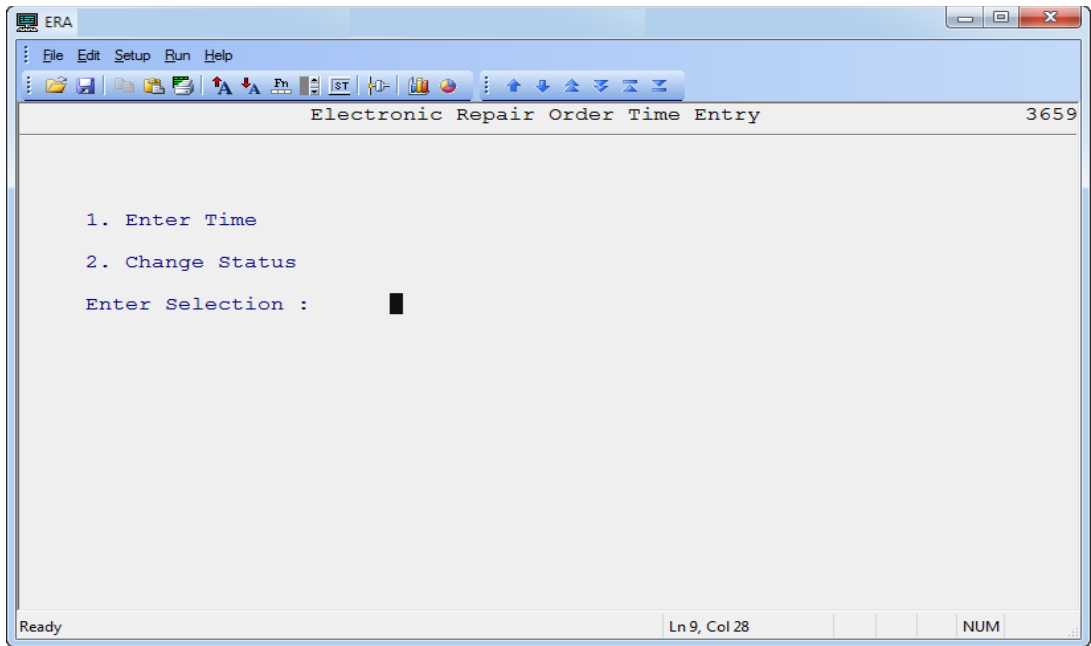 ERA
File Edit Setup Run Help
Electronic Repair Order Time Entry 3659
1. Enter Time
2. Change Status
Enter Selection :
Ready Ln 9, Col 28 NUM